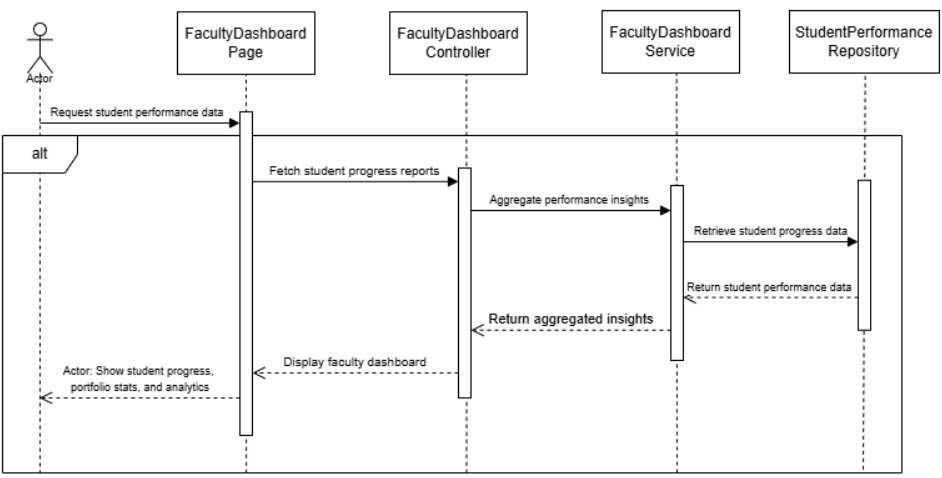 FacultyDashboard
Page
FacultyDashboard
Controller
FacultyDashboard
Service
StudentPerformance
Repository
Actor
Request student performance data
alt
Fetch student progress reports
Aggregate performance insights
Retrieve student progress data
Return student performance data
Return aggregated insights
Display faculty dashboard
Actor: Show student progress,
portfolio stats, and analytics